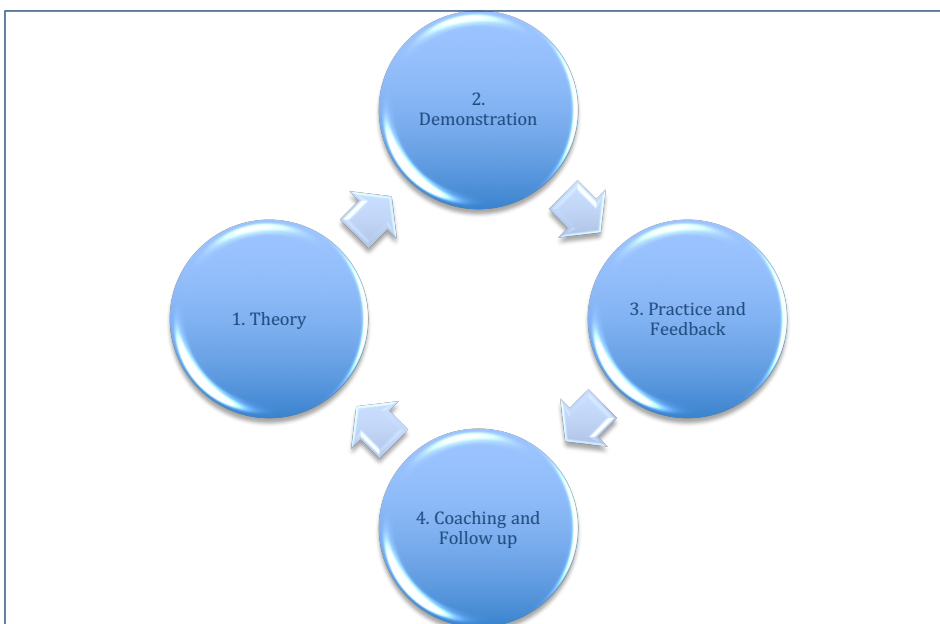 2.
Demonstration
1. Theory
3. Practice and
Feedback
4. Coaching and
Follow up